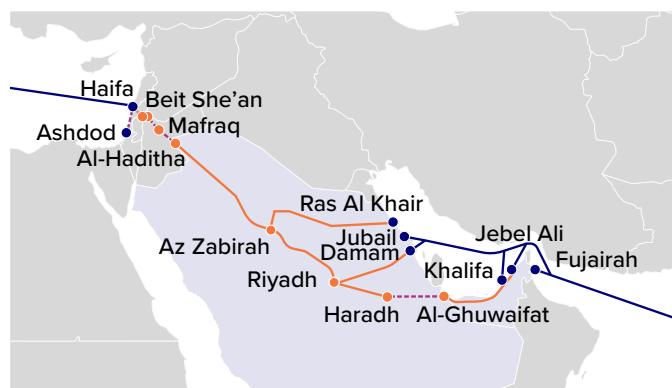 Haifa
Beit She’an
Ashdod
Mafraq
Al-Haditha
Ras Al Khair
Az Zabirah
Jubail
Jebel Ali
Damam
Riyadh
Khalifa
Fujairah
Haradh
Al-Ghuwaifat